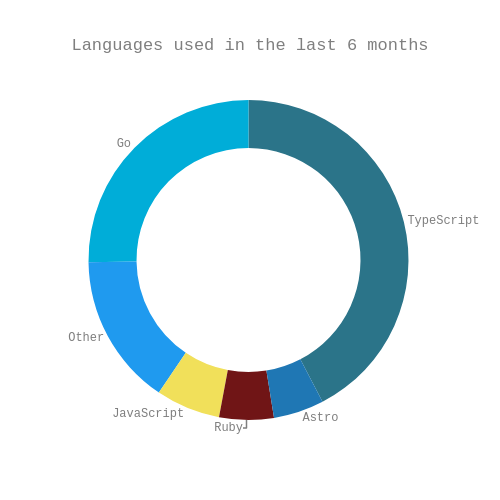 Languages used in the last 6 months
Go
TypeScript
Other
JavaScript
Astro
Ruby